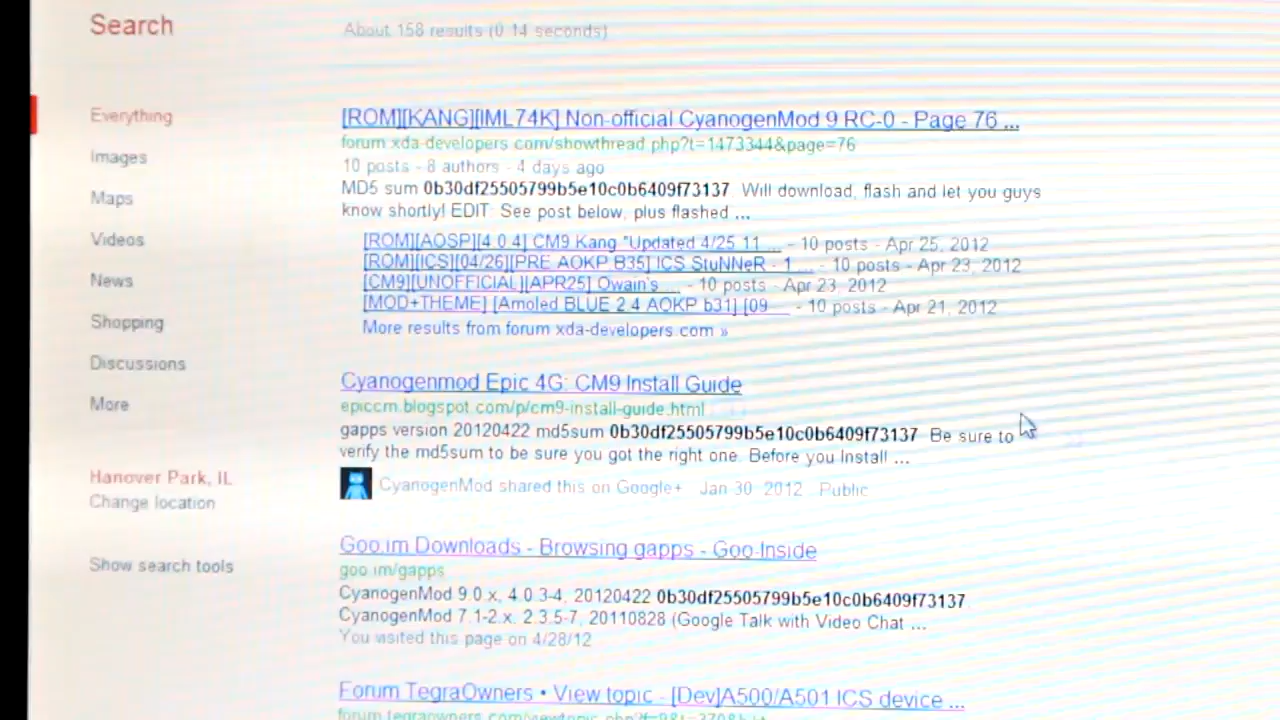 Search
About 158 results (0.14 seconds)
Everything
Images
Maps
Videos
News
Shopping
Discussions
More
Hanover Park, IL
Change location
Show search tools
[ROM][KANG][IML74K] Non-official CyanogenMod 9 RC-0 - Page 76 ...
forum.xda-developers.com/showthread.php?t=1473344&page=76
10 posts - 8 authors - 4 days ago
MD5 sum 0b30df25505799b5e10c0b6409f73137. Will download, flash and let you guys
know shortly! EDIT: See post below, plus flashed ...
[ROM][AOSP][4.0.4] CM9 Kang "Updated 4/25 11 ... - 10 posts - Apr 25, 2012
[ROM][ICS][04/26][PRE AOKP B35] ICS StuNNeR - 1 ... - 10 posts - Apr 23, 2012
[CM9][UNOFFICIAL][APR25] Owain's ... - 10 posts - Apr 23, 2012
[MOD+THEME] [Amoled BLUE 2.4 AOKP b31] [09 ... - 10 posts - Apr 21, 2012
More results from forum.xda-developers.com »
Cyanogenmod Epic 4G: CM9 Install Guide
epiccm.blogspot.com/p/cm9-install-guide.html
gapps version 20120422 md5sum 0b30df25505799b5e10c0b6409f73137. Be sure to
verify the md5sum to be sure you got the right one. Before you Install ...
CyanogenMod shared this on Google+ · Jan 30, 2012 · Public
Goo.im Downloads - Browsing gapps - Goo-Inside
goo.im/gapps
CyanogenMod 9.0.x, 4.0.3-4, 20120422 0b30df25505799b5e10c0b6409f73137.
CyanogenMod 7.1-2.x. 2.3.5-7, 20110828 (Google Talk with Video Chat ...
You visited this page on 4/28/12
Forum TegraOwners • View topic - [Dev]A500/A501 ICS device ...